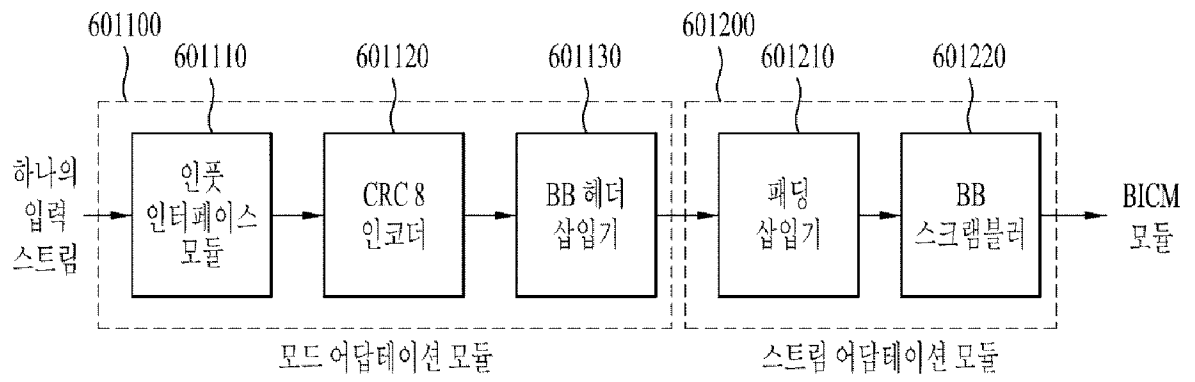 601100
601200
601110
601120
601130
601210
601220
하나의
입력
스트림
인풋
인터페이스
모듈
CRC 8
인코더
BB 헤더
삽입기
패딩
삽입기
BB
스크램블러
BICM
모듈
모드 어답테이션 모듈
스트림 어답테이션 모듈